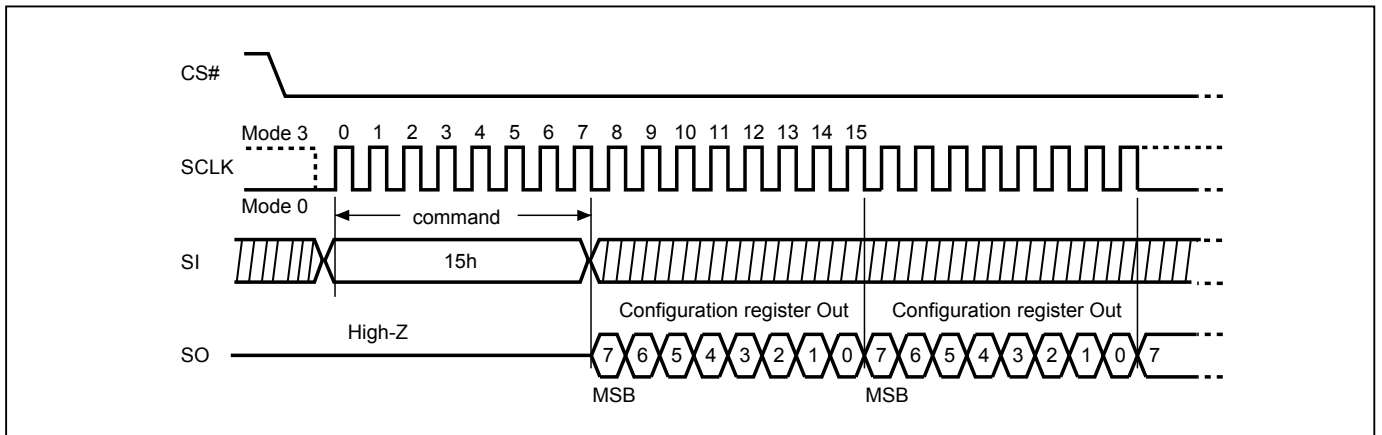 CS#
Mode 3 0 1 2 3 4 5 6 7 8 9 10 11 12 13 14 15
SCLK
Mode 0
command
SI 15h
Configuration register Out Configuration register Out
High-Z
SO 7 6 5 4 3 2 1 0 7 6 5 4 3 2 1 0 7
MSB MSB